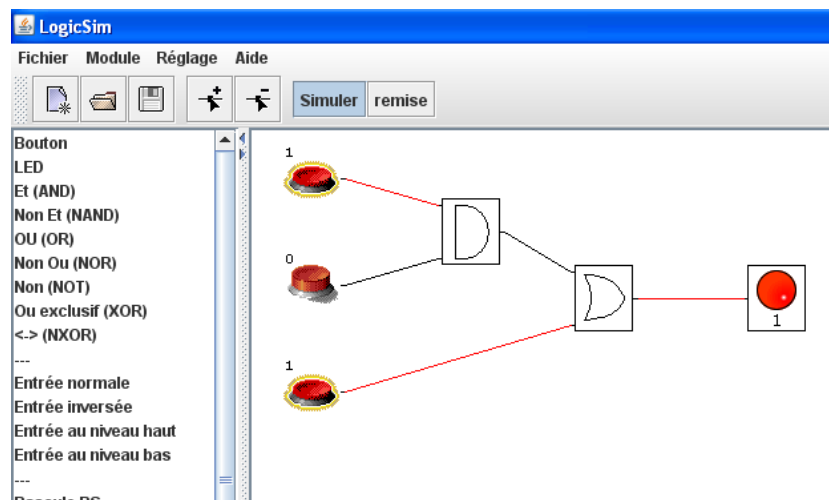 LogicSim
Fichier Module Réglage Aide
Simuler remise
Bouton
LED
Et (AND)
Non Et (NAND)
OU (OR)
Non Ou (NOR)
Non (NOT)
Ou exclusif (XOR)
<-> (NXOR)
---
Entrée normale
Entrée inversée
Entrée au niveau haut
Entrée au niveau bas
---
1
0
1
1